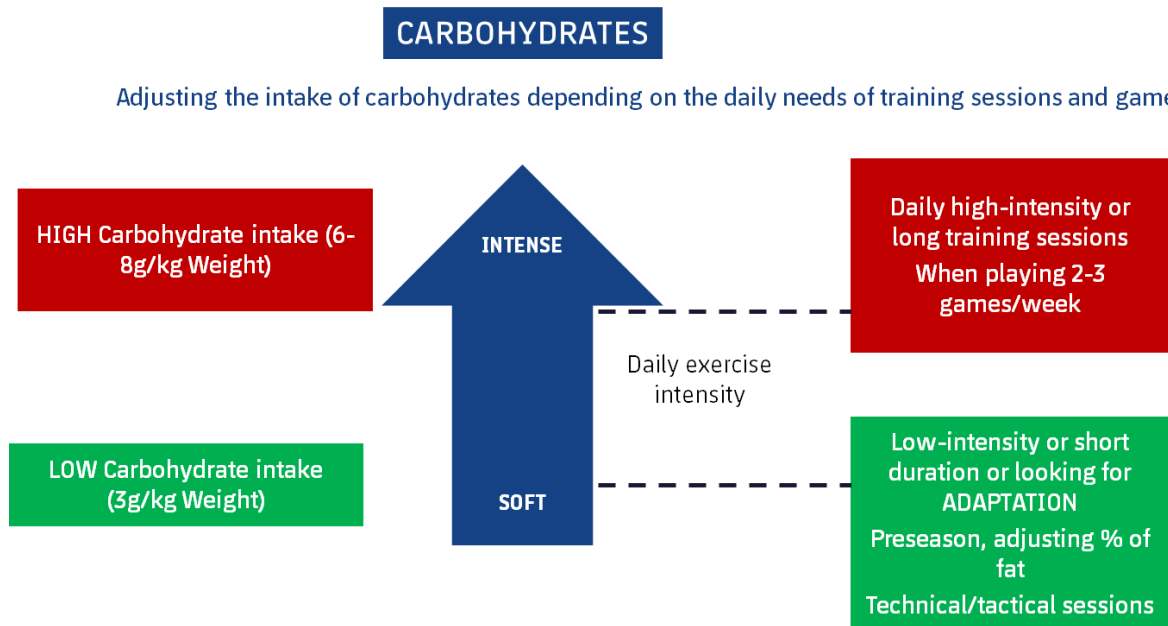 CARBOHYDRATES
Adjusting the intake of carbohydrates depending on the daily needs of training sessions and game
HIGH Carbohydrate intake (6-
8g/kg Weight)
INTENSE
Daily high-intensity or
long training sessions
When playing 2-3
games/week
Daily exercise
intensity
LOW Carbohydrate intake
(3g/kg Weight)
SOFT
Low-intensity or short
duration or looking for
ADAPTATION
Preseason, adjusting % of
fat
Technical/tactical sessions